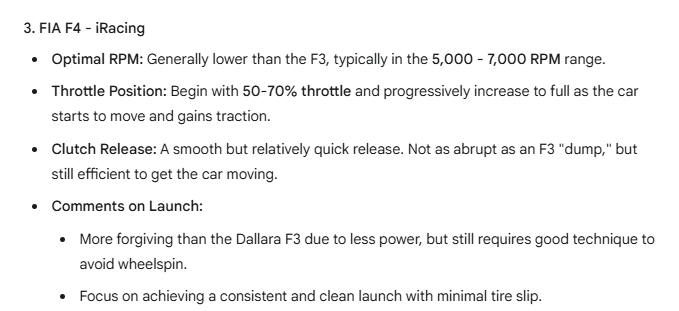 3. FIA F4 - iRacing
• Optimal RPM: Generally lower than the F3, typically in the 5,000 - 7,000 RPM range.
• Throttle Position: Begin with 50-70% throttle and progressively increase to full as the car
starts to move and gains traction.
• Clutch Release: A smooth but relatively quick release. Not as abrupt as an F3 "dump," but
still efficient to get the car moving.
• Comments on Launch:
• More forgiving than the Dallara F3 due to less power, but still requires good technique to
avoid wheelspin.
• Focus on achieving a consistent and clean launch with minimal tire slip.